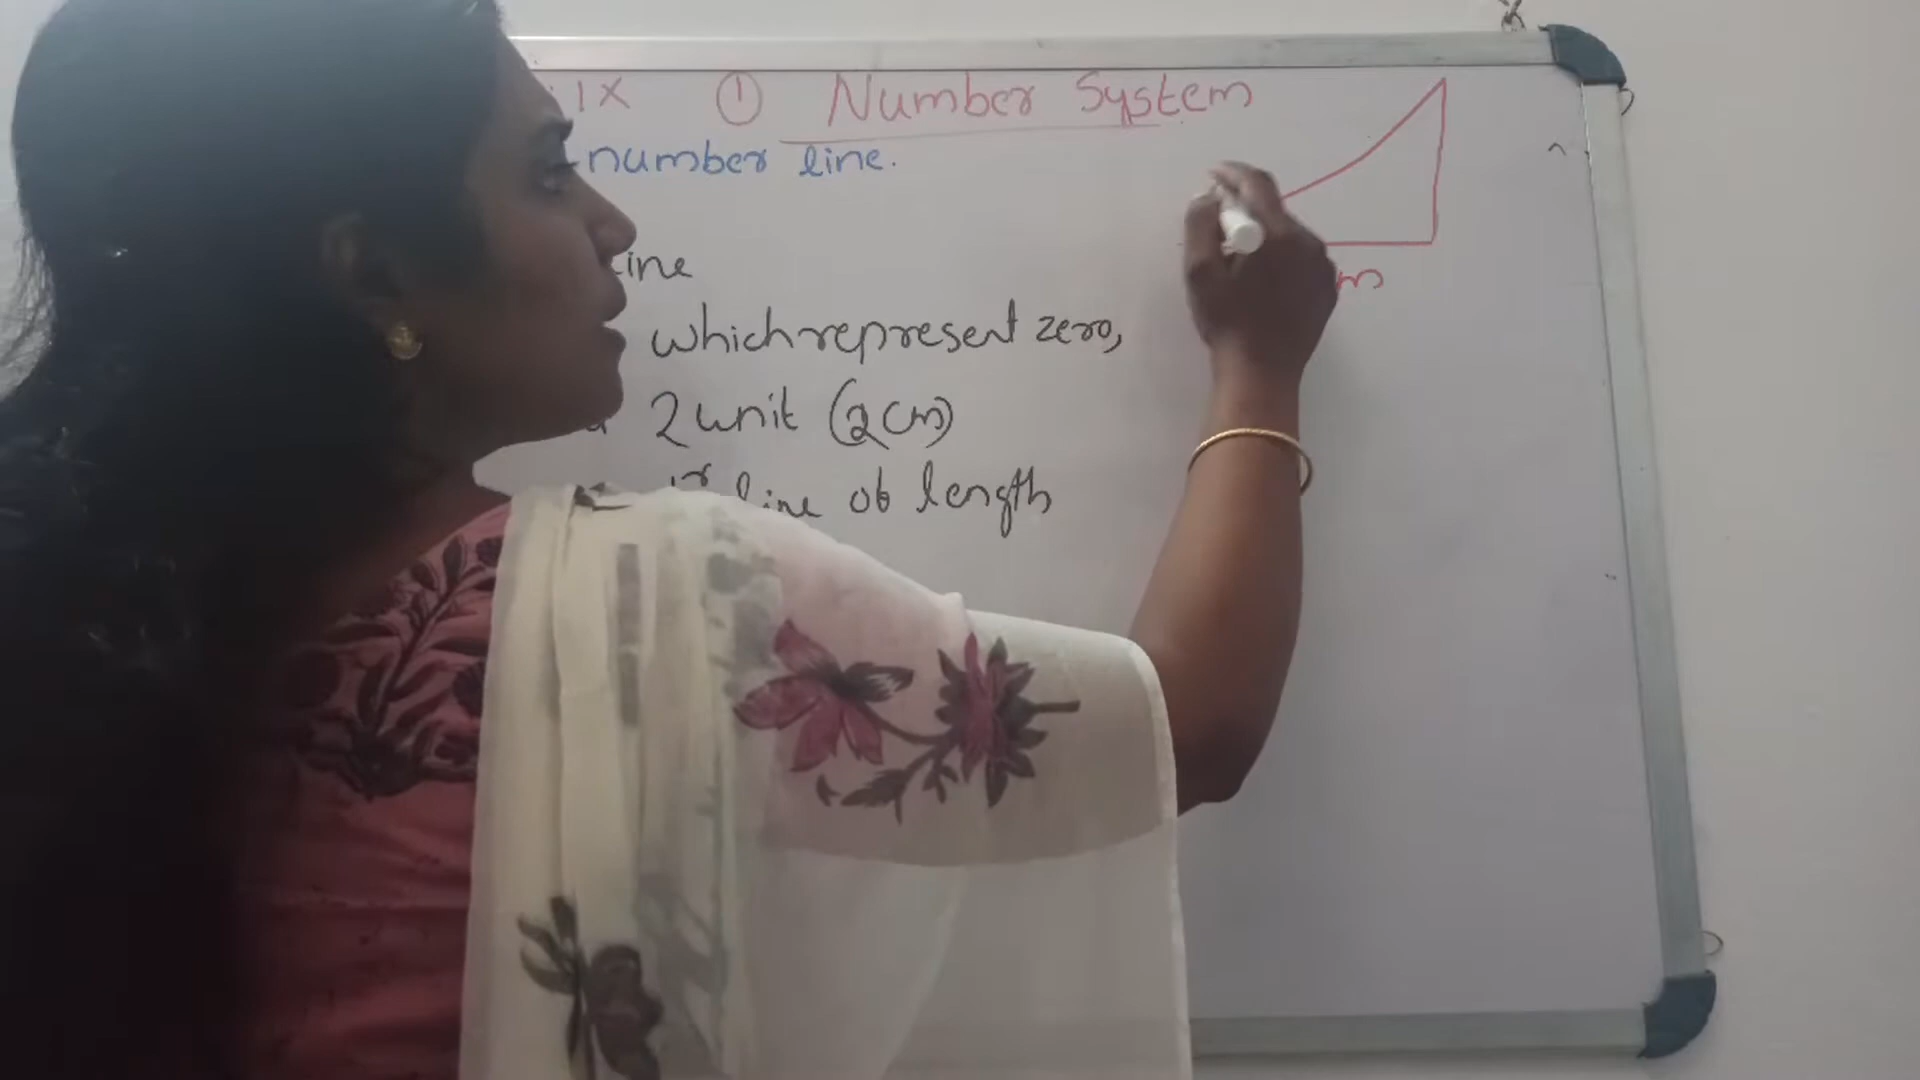 IX ① Number System
number line.
line
which represent zero,
2 unit (2cm)
line of length
m